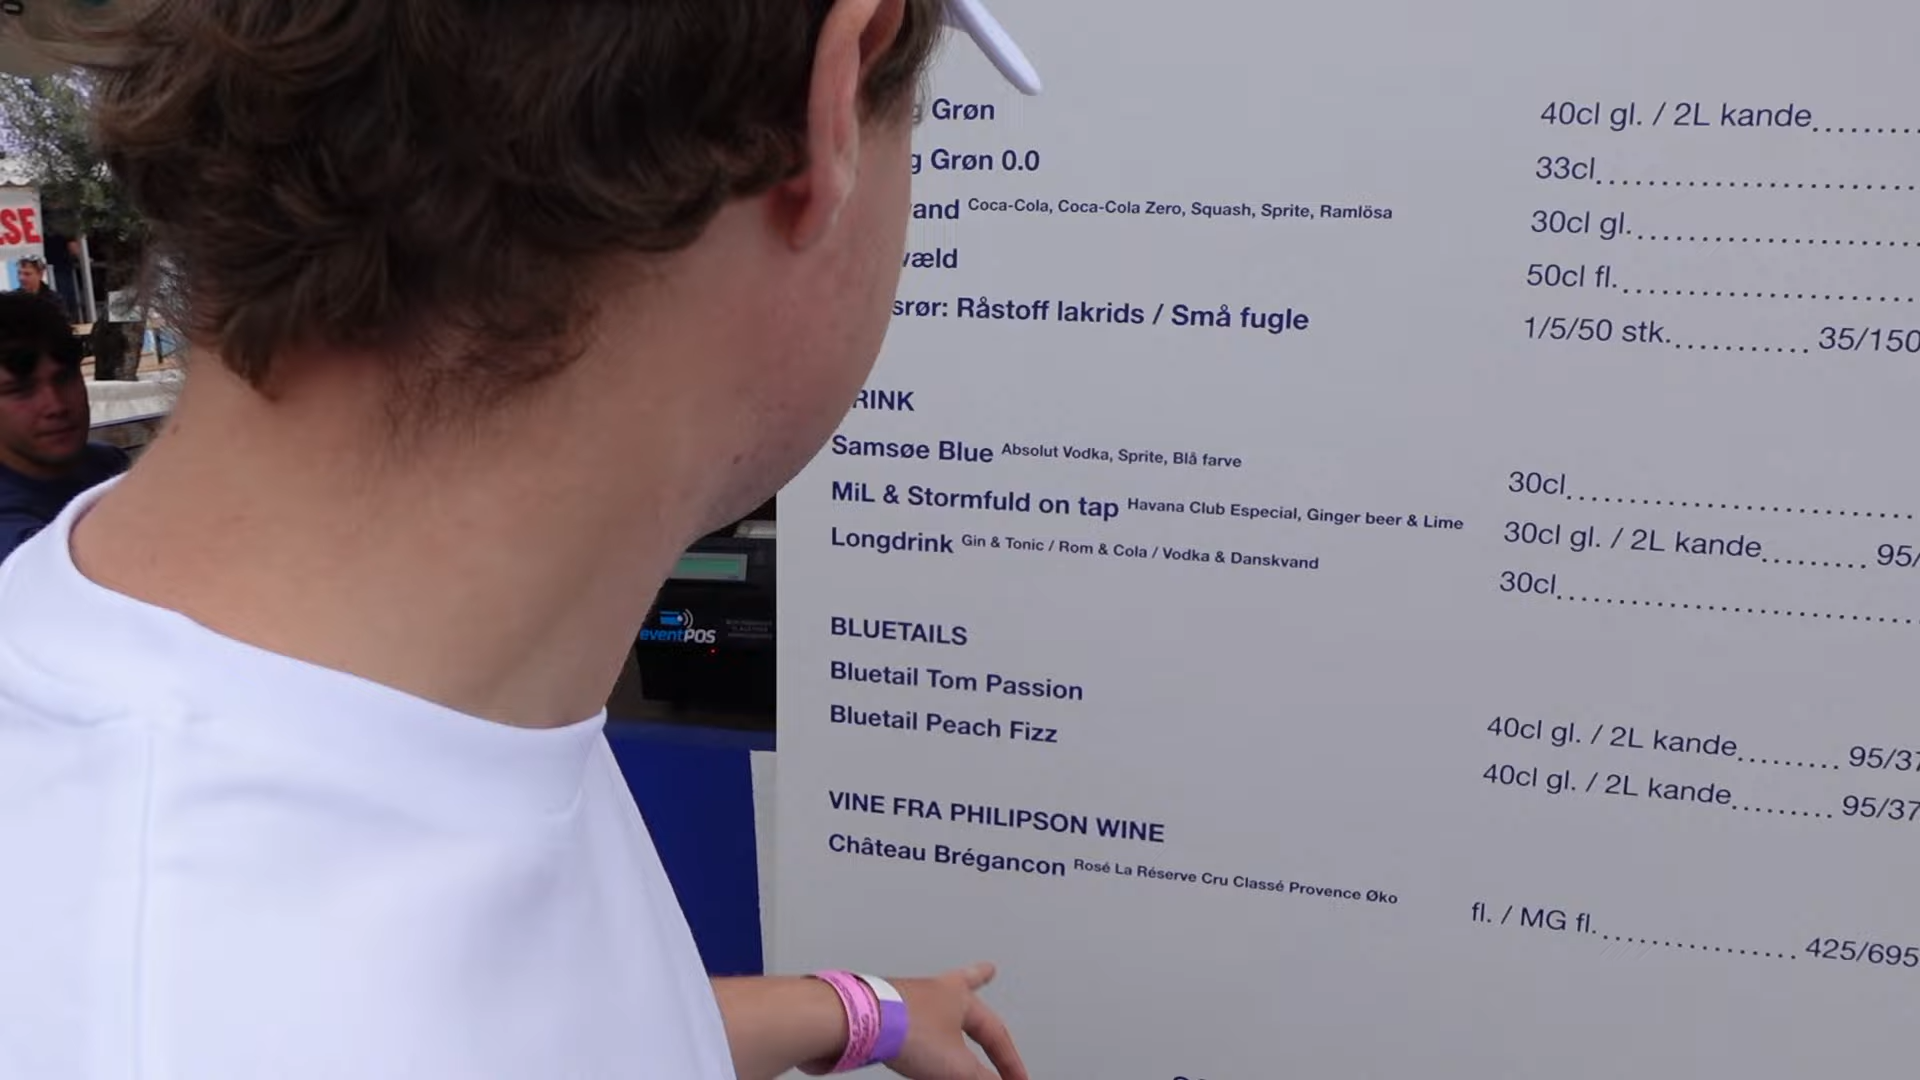 SE
Grøn 40cl gl. / 2L kande
g Grøn 0.0 33cl
and Coca-Cola, Coca-Cola Zero, Squash, Sprite, Ramlösa 30cl gl.
væld 50cl fl.
srør: Råstoff lakrids / Små fugle 1/5/50 stk. 35/150
RINK
Samsøe Blue Absolut Vodka, Sprite, Blå farve 30cl
MiL & Stormfuld on tap Havana Club Especial, Ginger beer & Lime 30cl gl. / 2L kande 95/
Longdrink Gin & Tonic / Rom & Cola / Vodka & Danskvand 30cl
eventPOS
BLUETAILS
Bluetail Tom Passion 40cl gl. / 2L kande 95/37
Bluetail Peach Fizz 40cl gl. / 2L kande 95/37
VINE FRA PHILIPSON WINE
Château Brégancon Rosé La Réserve Cru Classé Provence Øko fl. / MG fl. 425/695